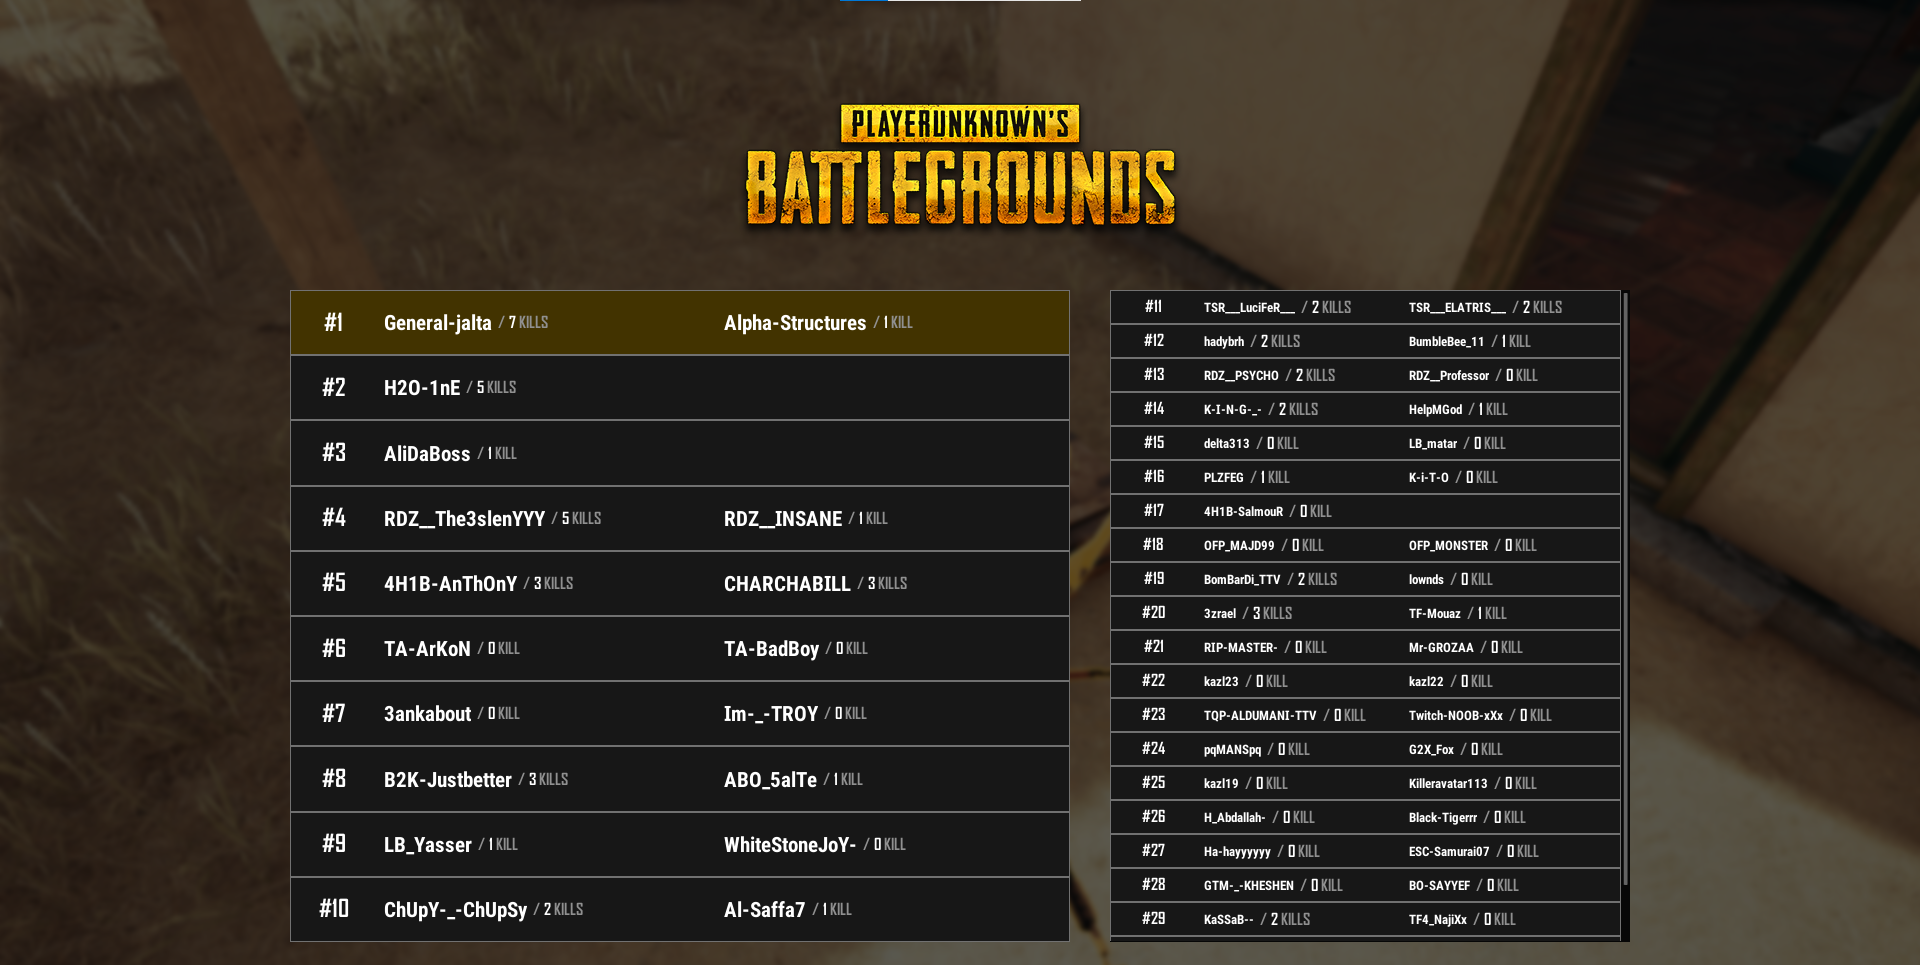 PLAYERUNKNOWN'S
BATTLEGROUNDS
#1 General-jalta / 7 KILLS Alpha-Structures / 1 KILL
#2 H2O-1nE / 5 KILLS
#3 AliDaBoss / 1 KILL
#4 RDZ__The3slenYYY / 5 KILLS RDZ__INSANE / 1 KILL
#5 4H1B-AnThOnY / 3 KILLS CHARCHABILL / 3 KILLS
#6 TA-ArKoN / 0 KILL TA-BadBoy / 0 KILL
#7 3ankabout / 0 KILL Im-_-TROY / 0 KILL
#8 B2K-Justbetter / 3 KILLS ABO_5alTe / 1 KILL
#9 LB_Yasser / 1 KILL WhiteStoneJoY- / 0 KILL
#10 ChUpY-_-ChUpSy / 2 KILLS Al-Saffa7 / 1 KILL
#11 TSR___LuciFeR___ / 2 KILLS TSR___ELATRIS___ / 2 KILLS
#12 hadybrh / 2 KILLS BumbleBee_11 / 1 KILL
#13 RDZ__PSYCHO / 2 KILLS RDZ__Professor / 0 KILL
#14 K-I-N-G-_- / 2 KILLS HelpMGod / 1 KILL
#15 delta313 / 0 KILL LB_matar / 0 KILL
#16 PLZFEG / 1 KILL K-i-T-O / 0 KILL
#17 4H1B-SalmouR / 0 KILL
#18 OFP_MAJD99 / 0 KILL OFP_MONSTER / 0 KILL
#19 BomBarDi_TTV / 2 KILLS lownds / 0 KILL
#20 3zrael / 3 KILLS TF-Mouaz / 1 KILL
#21 RIP-MASTER- / 0 KILL Mr-GROZAA / 0 KILL
#22 kazl23 / 0 KILL kazl22 / 0 KILL
#23 TQP-ALDUMANI-TTV / 0 KILL Twitch-NOOB-xXx / 0 KILL
#24 pqMANSpq / 0 KILL G2X_Fox / 0 KILL
#25 kazl19 / 0 KILL Killeravatar113 / 0 KILL
#26 H_Abdallah- / 0 KILL Black-Tigerrr / 0 KILL
#27 Ha-hayyyyyy / 0 KILL ESC-Samurai07 / 0 KILL
#28 GTM-_-KHESHEN / 0 KILL BO-SAYYEF / 0 KILL
#29 KaSSaB-- / 2 KILLS TF4_NajiXx / 0 KILL